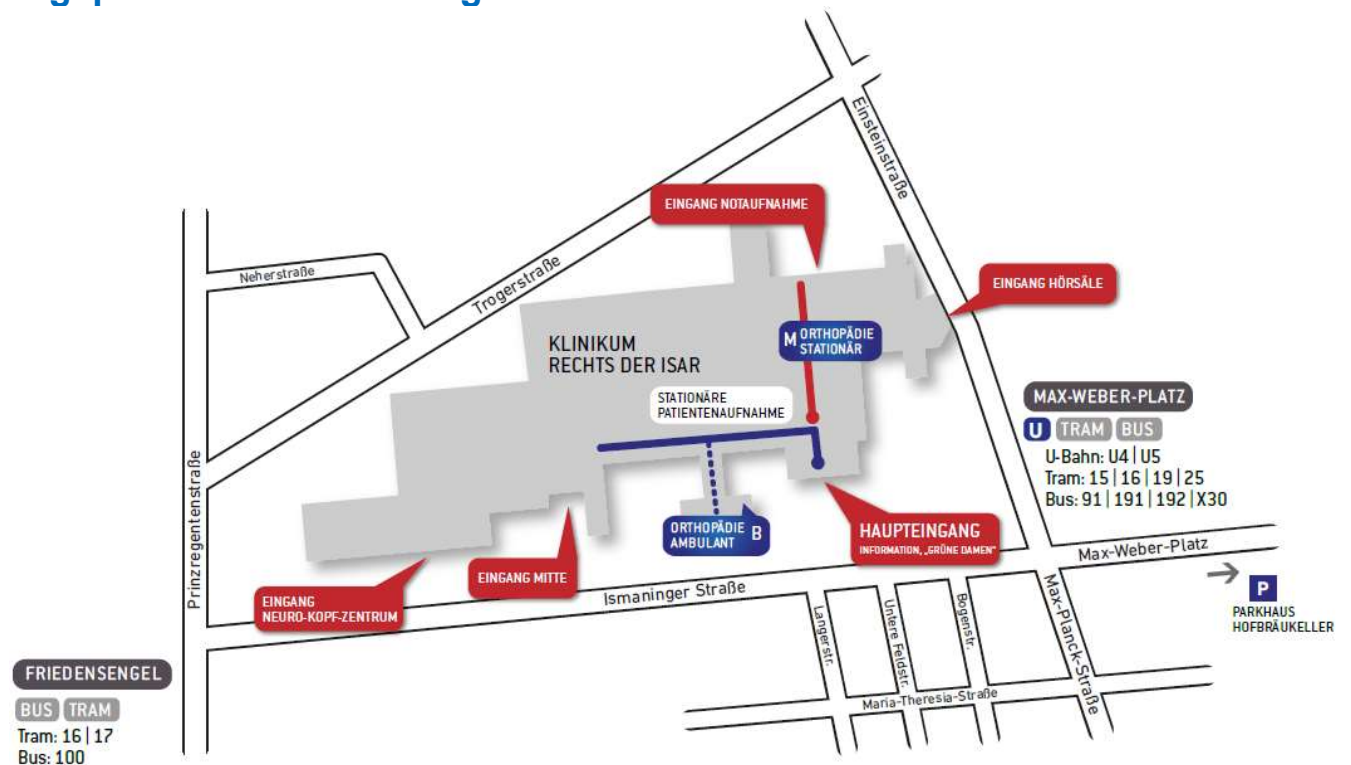 Einsteinstraße
EINGANG NOTAUFNAHME
Neherstraße
Trogerstraße
EINGANG HÖRSÄLE
KLINIKUM
RECHTS DER ISAR
M ORTHOPÄDIE
STATIONÄR
STATIONÄRE
PATIENTENAUFNAHME
MAX-WEBER-PLATZ
U TRAM BUS
U-Bahn: U4 | U5
Tram: 15 | 16 | 19 | 25
Bus: 91 | 191 | 192 | X30
Prinzregentenstraße
ORTHOPÄDIE
AMBULANT B
HAUPTEINGANG
INFORMATION, „GRÜNE DAMEN“
EINGANG MITTE
EINGANG
NEURO-KOPF-ZENTRUM
Ismaninger Straße
Max-Weber-Platz
P
PARKHAUS
HOFBRÄUKELLER
Langerstr.
Untere Feldstr.
Bogenstr.
Max-Planck-Straße
Maria-Theresia-Straße
FRIEDENSENGEL
BUS TRAM
Tram: 16 | 17
Bus: 100